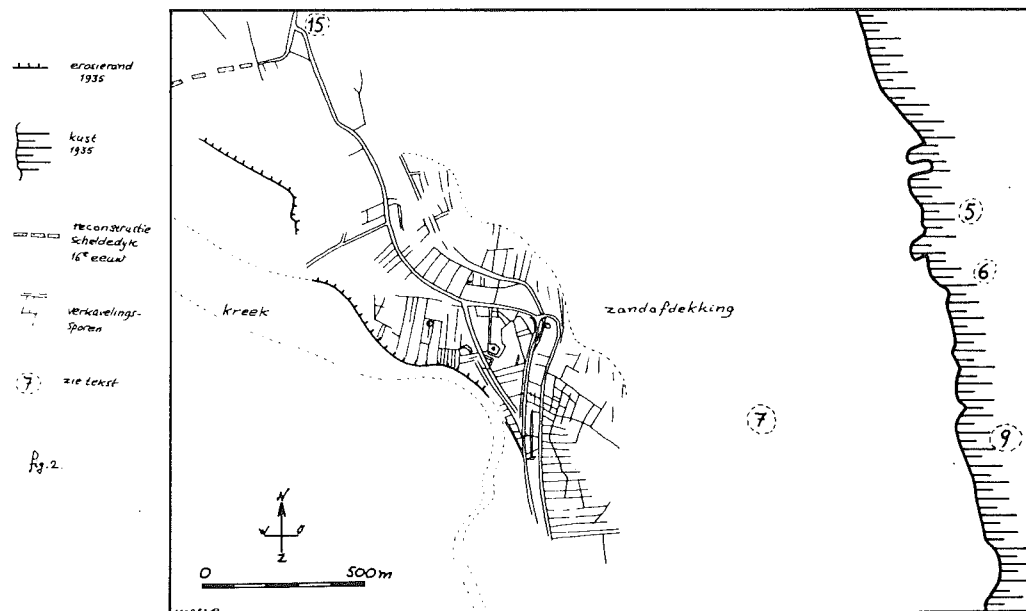 erosierand
1935
kust
1935
reconstructie
Scheldedyk
16e eeuw
verkavelings-
sporen
7
zie tekst
fig. 2.
15
5
6
kreek
zandafdekking
7
9
N
W O
Z
0 500m